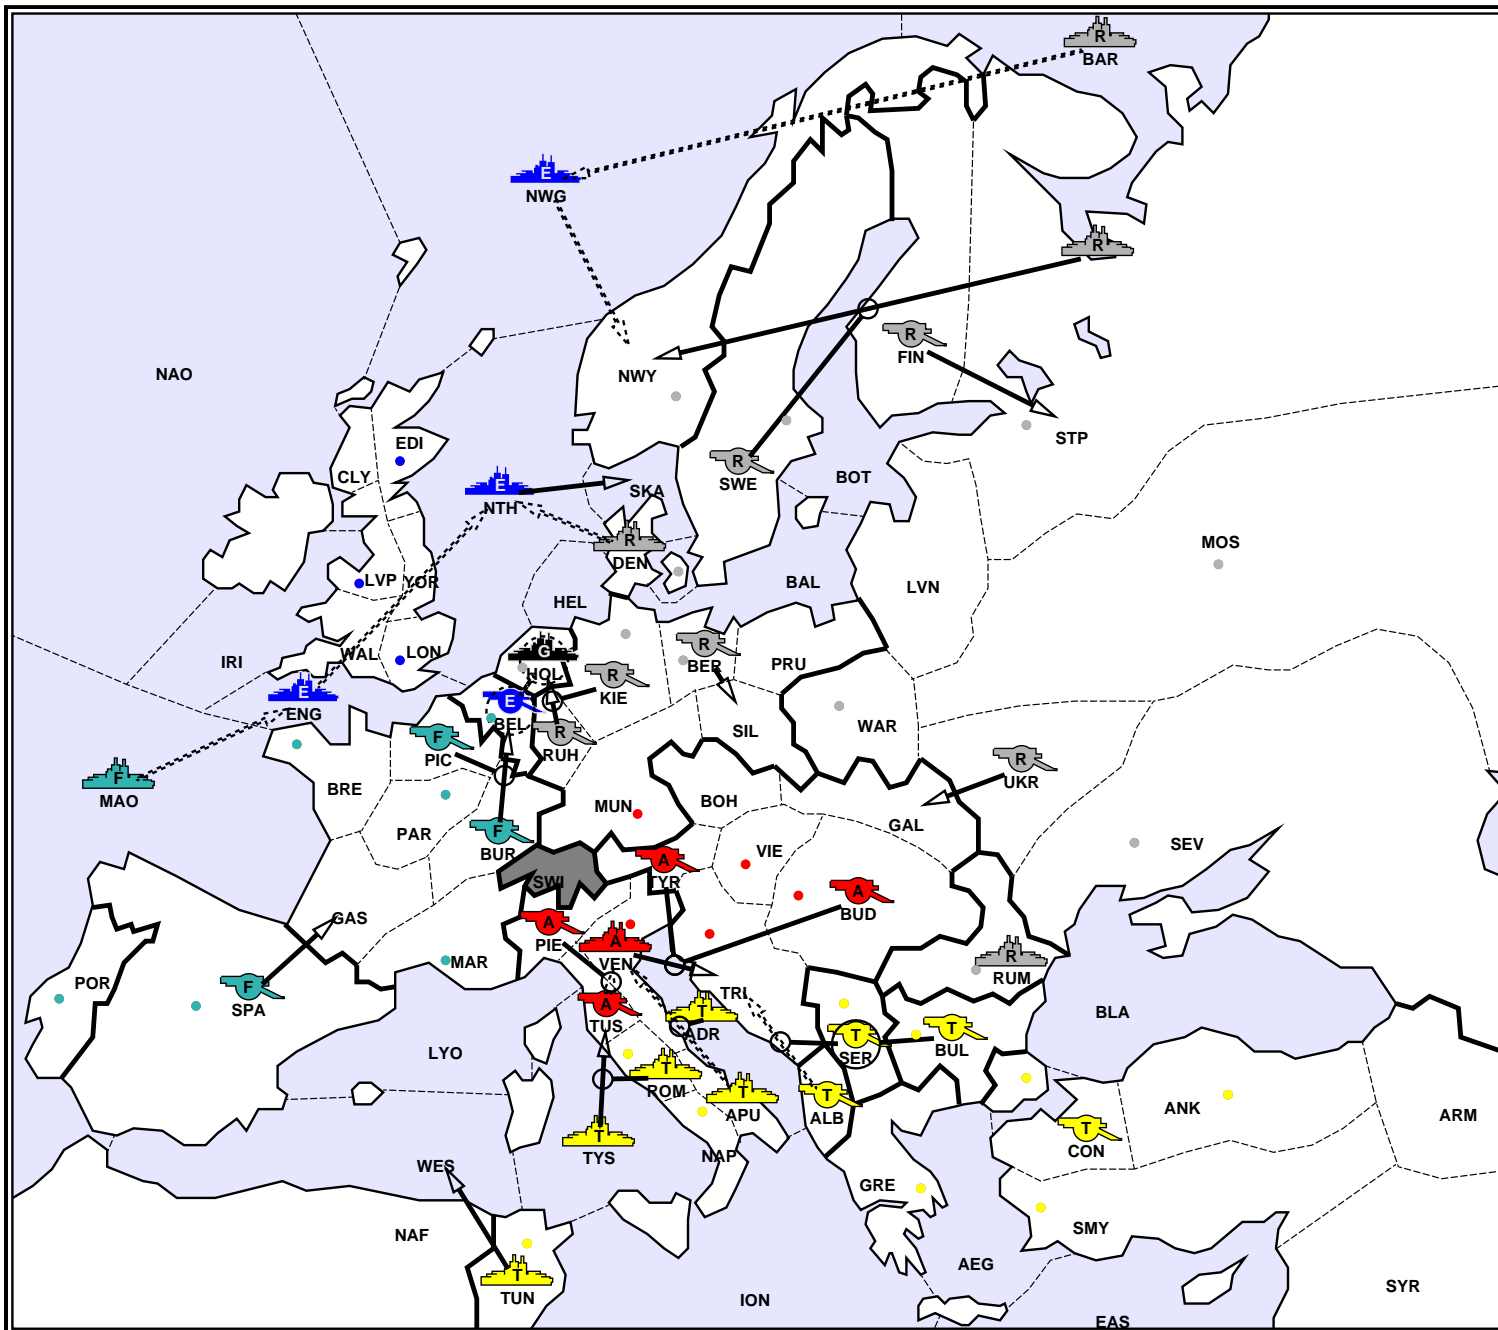 R
BAR
E
NWG
R
NAO
R
FIN
NWY
STP
EDI
CLY
R
SWE
BOT
E
NTH
SKA
MOS
R
DEN
LVP
YOR
BAL
LVN
HEL
IRI
WAL
LON
G
HOL
R
BER
PRU
R
KIE
E
ENG
E
BEL
WAR
F
PIC
R
RUH
SIL
R
UKR
F
MAO
BRE
MUN
BOH
GAL
PAR
F
BUR
VIE
SEV
A
TYR
SWI
A
BUD
GAS
A
PIE
A
VEN
MAR
R
RUM
POR
F
SPA
TRI
A
TUS
T
ADR
BLA
T
SER
T
BUL
LYO
T
ROM
T
APU
T
ALB
ANK
ARM
T
TYS
NAP
T
CON
WES
GRE
NAF
SMY
AEG
T
TUN
SYR
ION
EAS